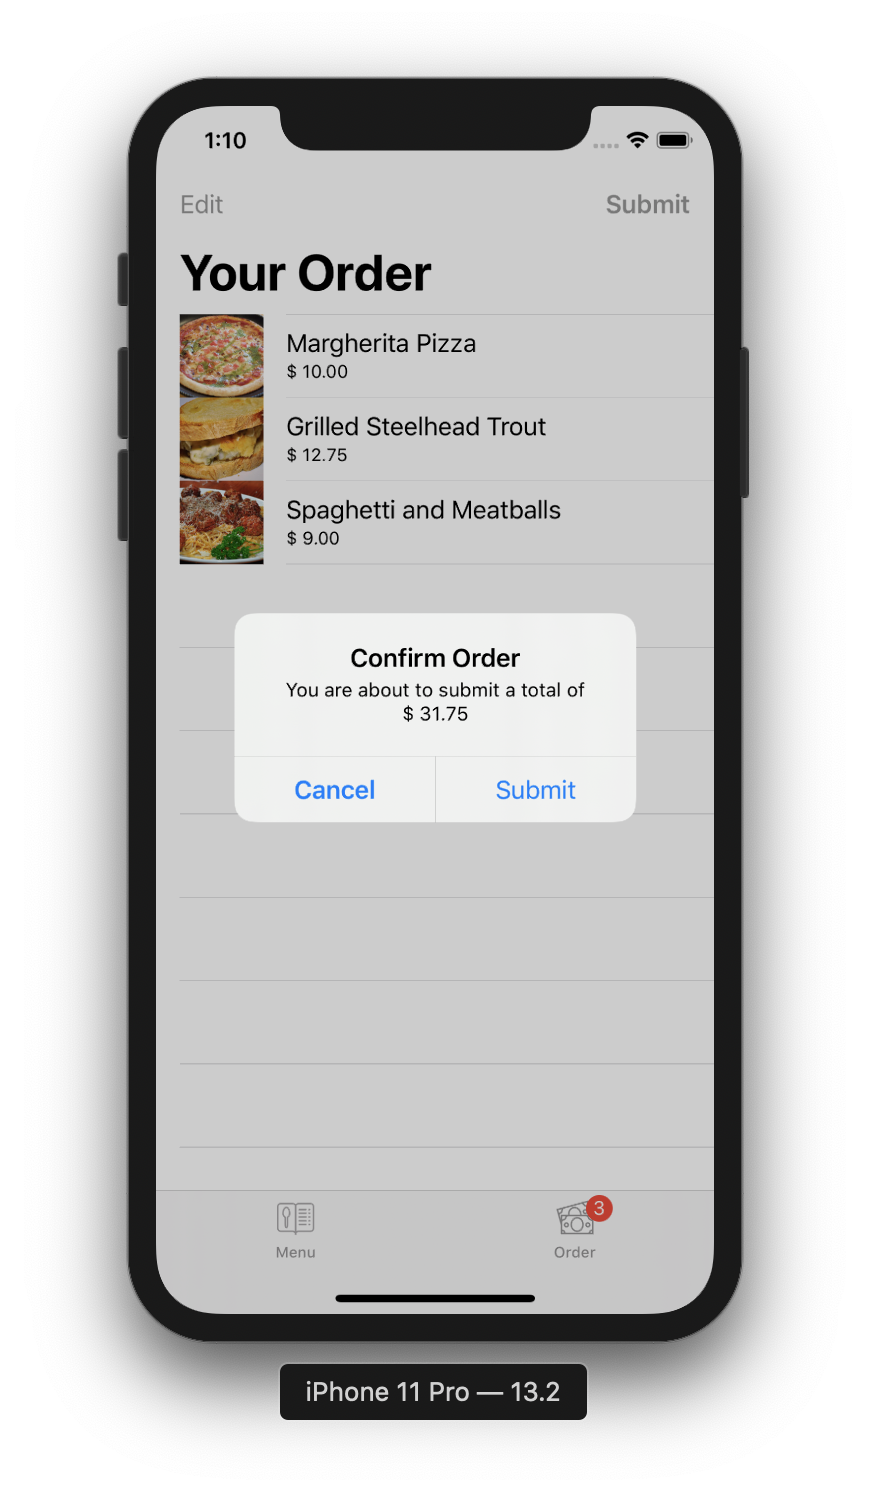 1:10
Edit
Submit
Your Order
Margherita Pizza
$ 10.00
Grilled Steelhead Trout
$ 12.75
Spaghetti and Meatballs
$ 9.00
Confirm Order
You are about to submit a total of
$ 31.75
Cancel
Submit
3
Menu
Order
iPhone 11 Pro — 13.2